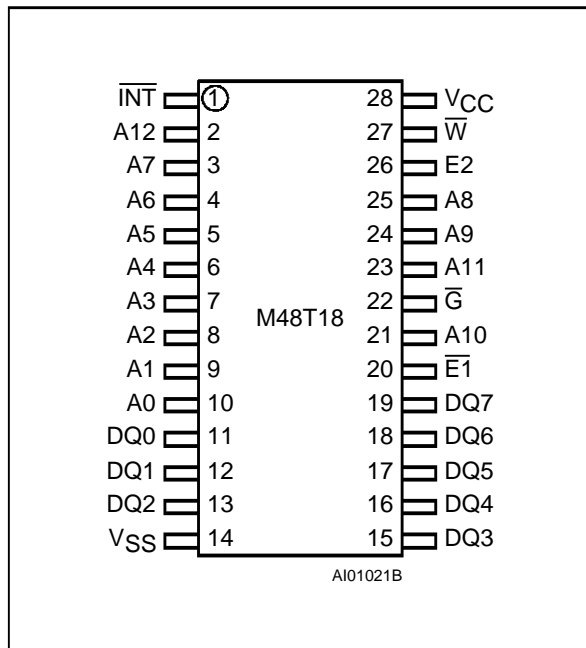 I̅N̅T̅ 1 28 VCC
A12 2 27 W̅
A7 3 26 E2
A6 4 25 A8
A5 5 24 A9
A4 6 23 A11
A3 7 22 G̅
M48T18
A2 8 21 A10
A1 9 20 E̅1̅
A0 10 19 DQ7
DQ0 11 18 DQ6
DQ1 12 17 DQ5
DQ2 13 16 DQ4
VSS 14 15 DQ3
AI01021B